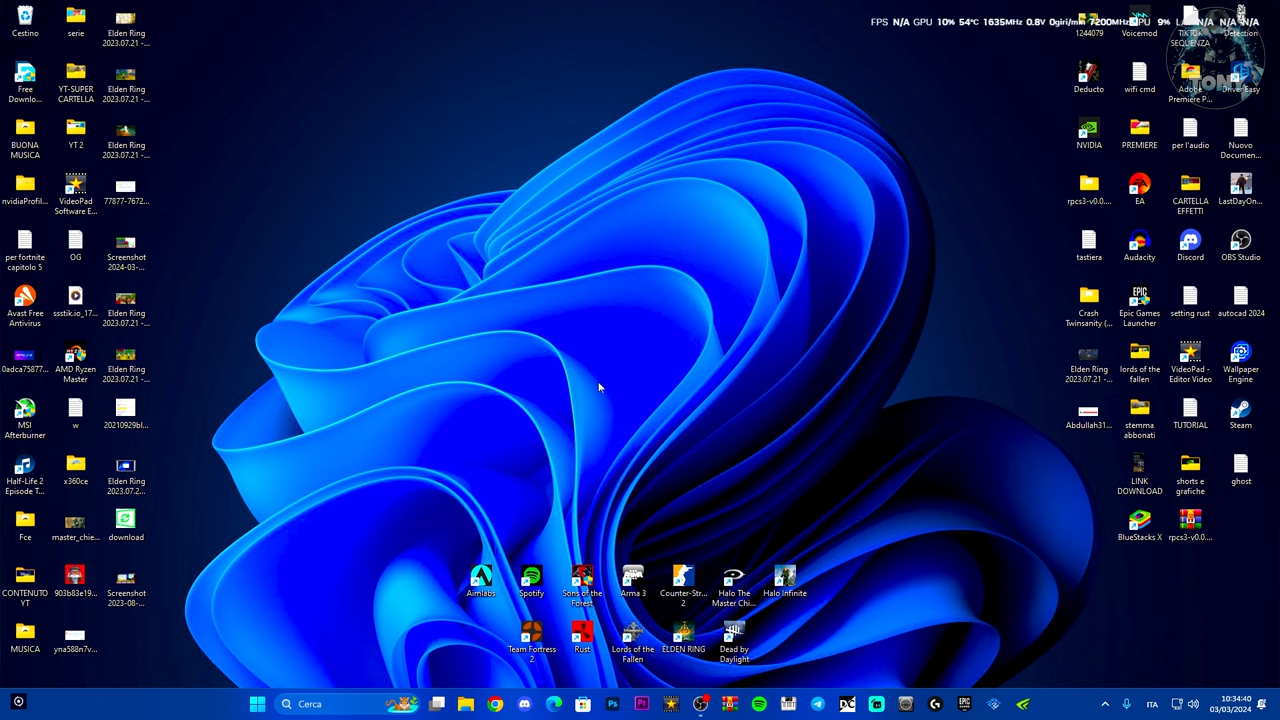 FPS N/A GPU 10% 54°C 1635MHz 0.8V 0giri/min 7200MHz
9%
N/A N/A N/A
Cestino
serie
Elden Ring
2023.07.21 -...
Free
Downlo...
YT-SUPER
CARTELLA
Elden Ring
2023.07.21 -...
BUONA
MUSICA
YT 2
Elden Ring
2023.07.21 -...
nvidiaProfil...
VideoPad
Software E...
77877-7672...
per fortnite
capitolo 5
OG
Screenshot
2024-03-...
Avast Free
Antivirus
ssstik.io_17...
Elden Ring
2023.07.21 -...
0adca75877...
AMD Ryzen
Master
Elden Ring
2023.07.21 -...
MSI
Afterburner
w
20210929bl...
Half-Life 2
Episode T...
x360ce
Elden Ring
2023.07.2...
Fce
master_chie...
download
CONTENUTO
YT
903b83e19...
Screenshot
2023-08-...
MUSICA
yna588n7v...
Aimlabs
Spotify
Sons of the
Forest
Arma 3
Counter-Str...
2
Halo The
Master Chi...
Halo Infinite
Team Fortress
2
Rust
Lords of the
Fallen
ELDEN RING
Dead by
Daylight
1244079
Voicemod
TIKTOK
SEQUENZA
Detection
Deducto
wifi cmd
Adobe
Premiere P...
Driver Easy
TONY
NVIDIA
PREMIERE
per l'audio
Nuovo
Documen...
rpcs3-v0.0....
EA
CARTELLA
EFFETTI
LastDayOn...
tastiera
Audacity
Discord
OBS Studio
Crash
Twinsanity (...
Epic Games
Launcher
setting rust
autocad 2024
Elden Ring
2023.07.21 -...
lords of the
fallen
VideoPad -
Editor Video
Wallpaper
Engine
Abdullah31...
stemma
abbonati
TUTORIAL
Steam
LINK
DOWNLOAD
shorts e
grafiche
ghost
BlueStacks X
rpcs3-v0.0....
Cerca
ITA
10:34:40
03/03/2024